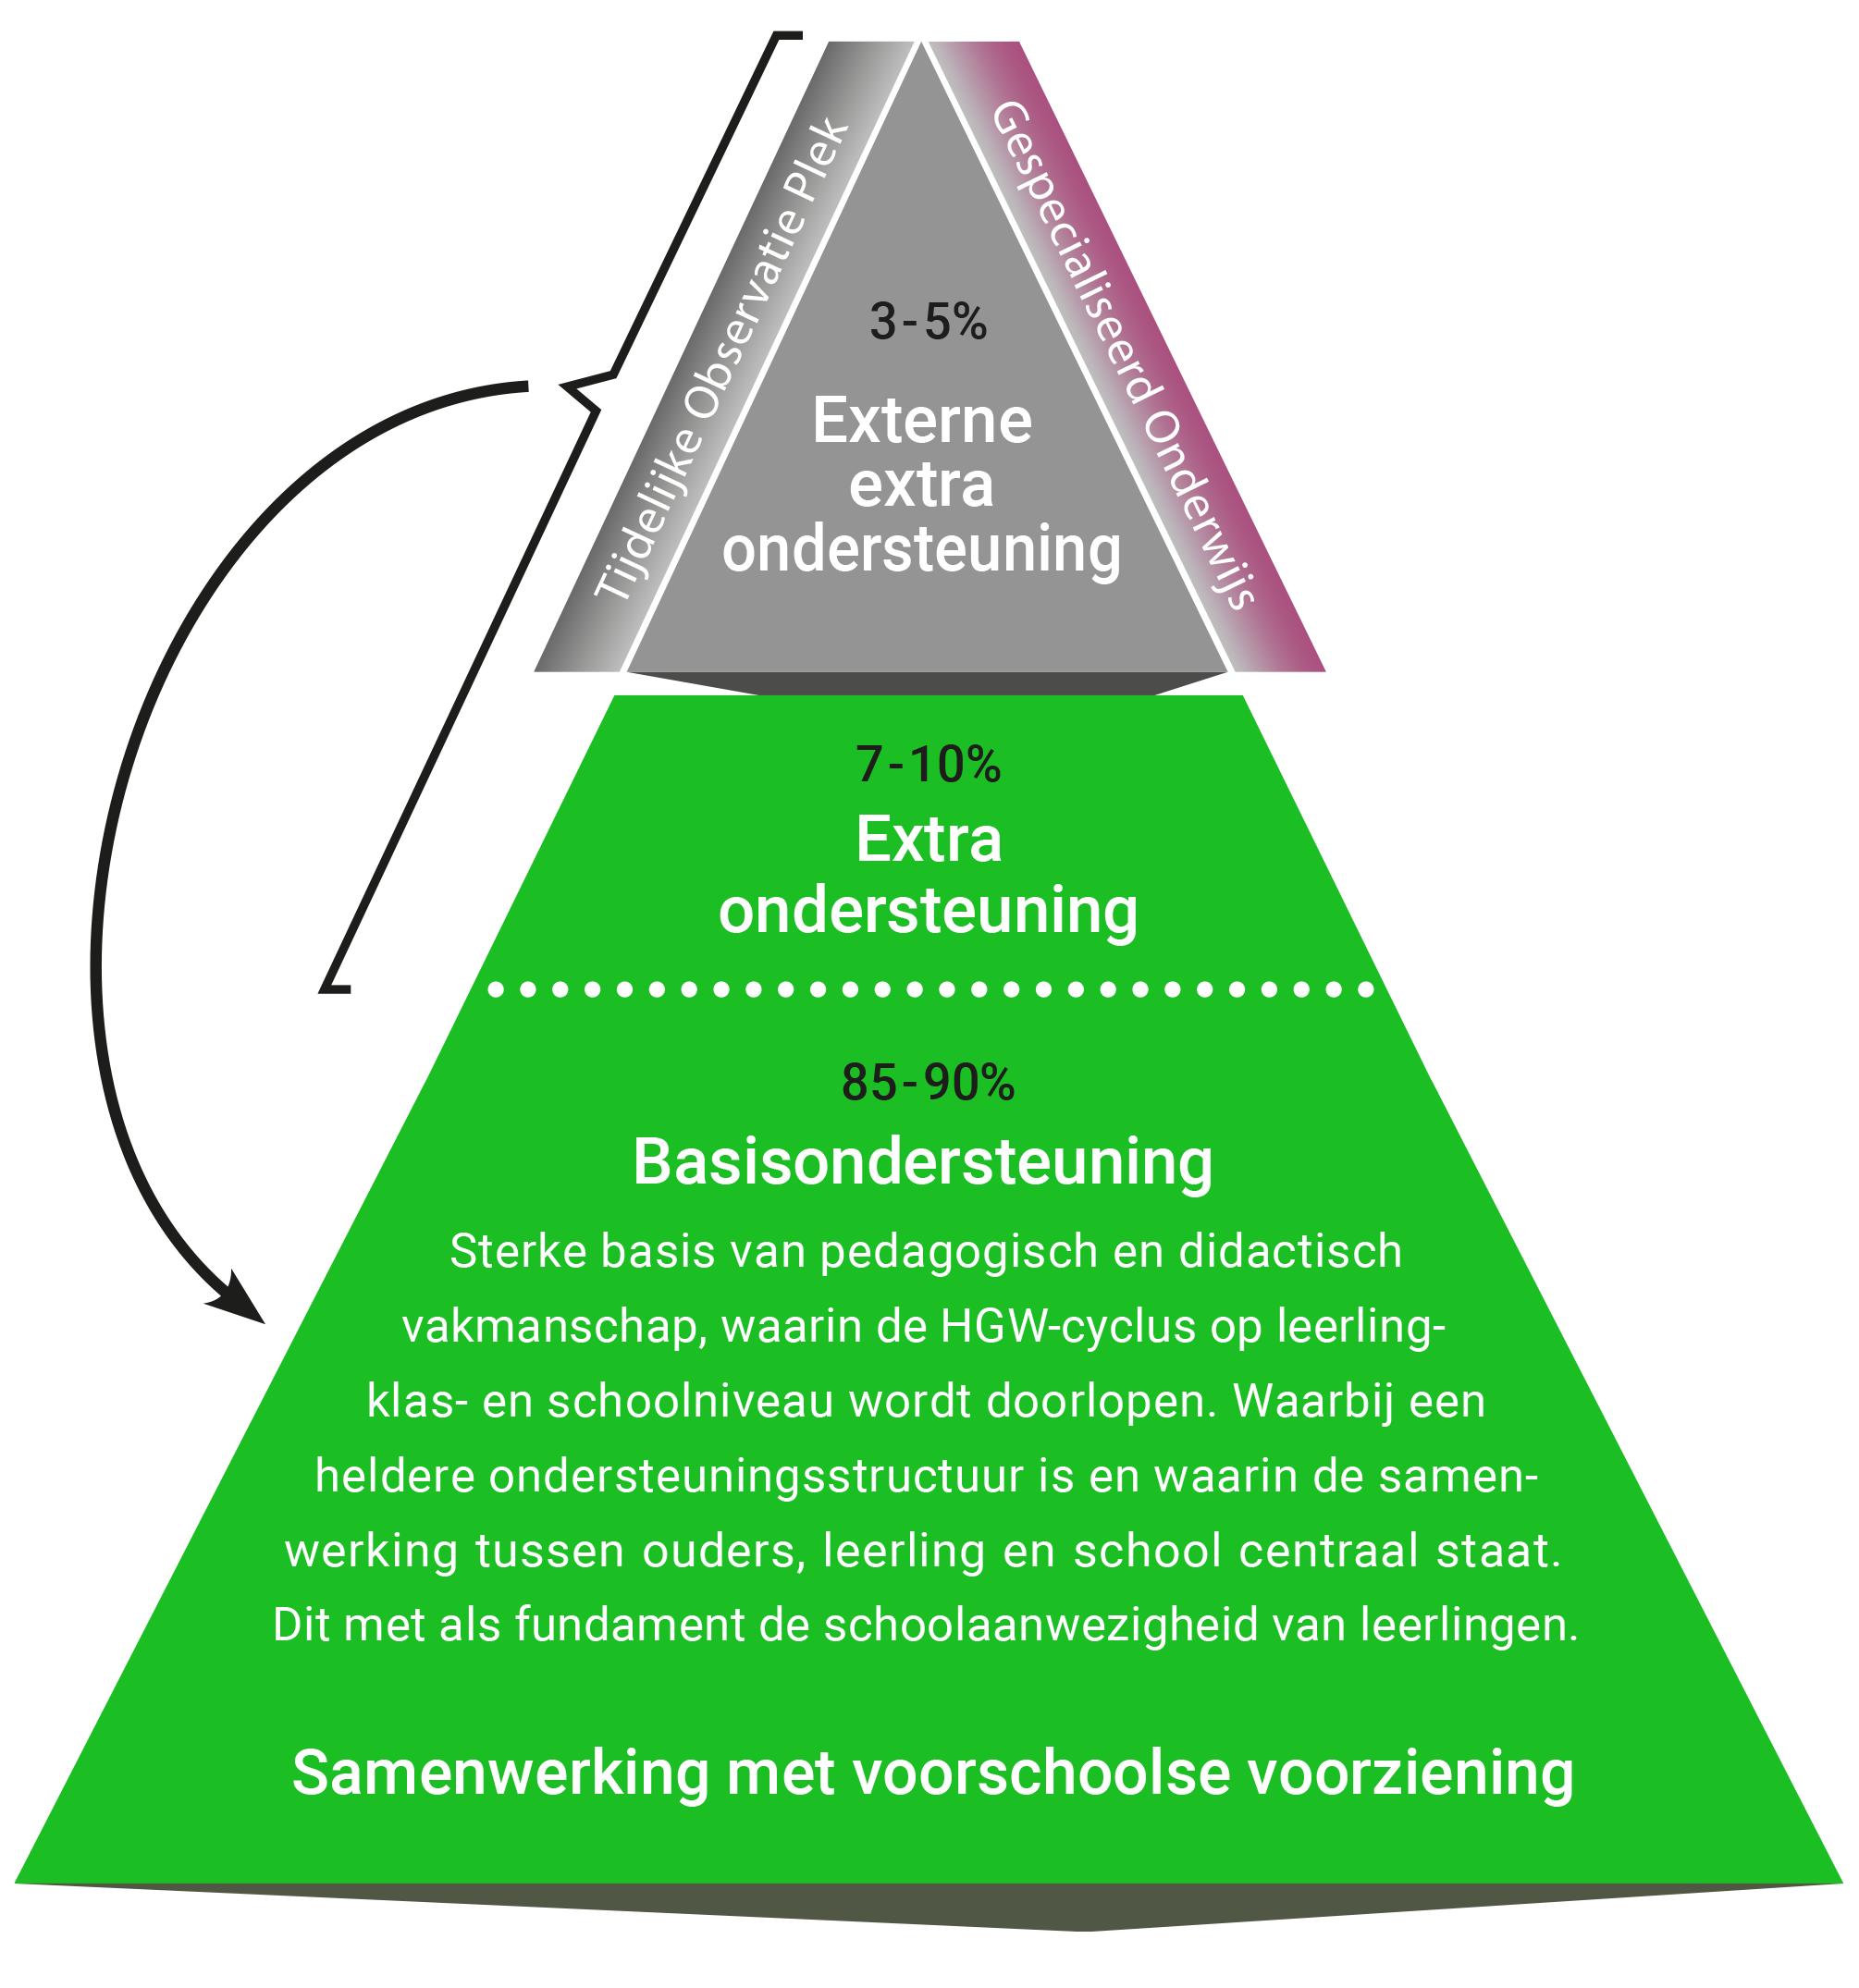 Tijdelijke Observatie Plek
Gespecialiseerd Onderwijs
3-5%
Externe
extra
ondersteuning
7-10%
Extra
ondersteuning
85-90%
Basisondersteuning
Sterke basis van pedagogisch en didactisch
vakmanschap, waarin de HGW-cyclus op leerling-
klas- en schoolniveau wordt doorlopen. Waarbij een
heldere ondersteuningsstructuur is en waarin de samen-
werking tussen ouders, leerling en school centraal staat.
Dit met als fundament de schoolaanwezigheid van leerlingen.
Samenwerking met voorschoolse voorziening